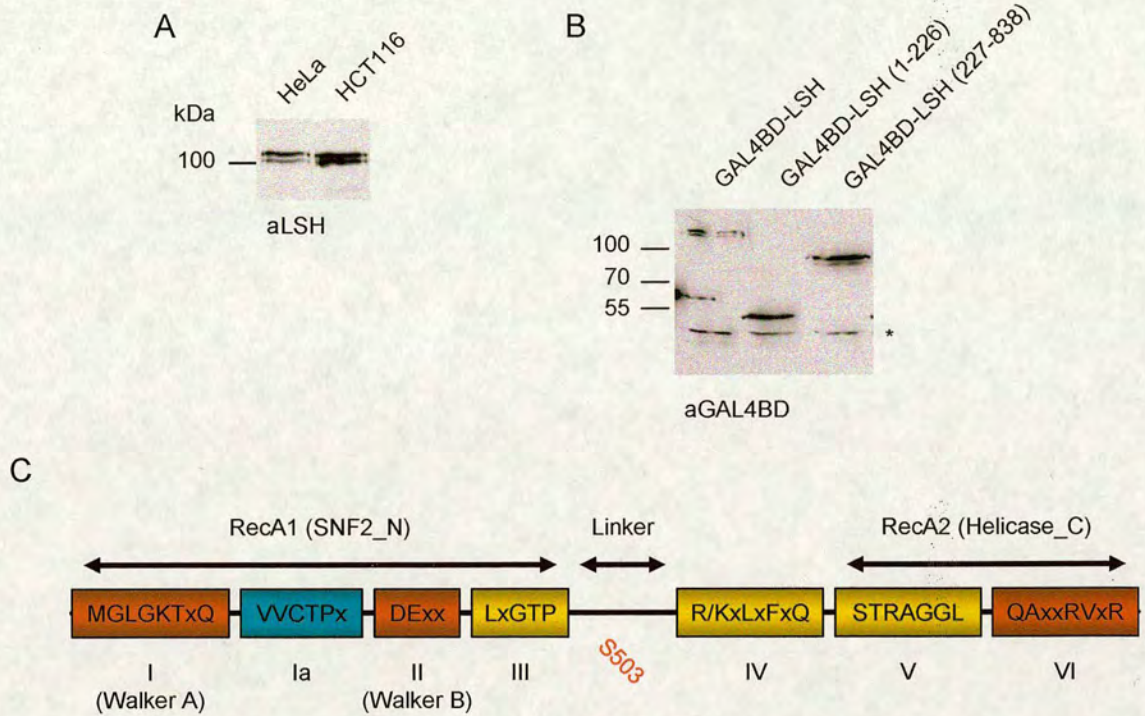 A
HeLa
HCT116
kDa
100
aLSH
B
GAL4BD-LSH
GAL4BD-LSH (1-226)
GAL4BD-LSH (227-838)
100
70
55
*
aGAL4BD
C
RecA1 (SNF2_N)
Linker
RecA2 (Helicase_C)
MGLGKTxQ
VVCTPx
DExx
LxGTP
R/KxLxFxQ
STRAGGL
QAxxRVxR
S503
I
Ia
II
III
IV
V
VI
(Walker A)
(Walker B)